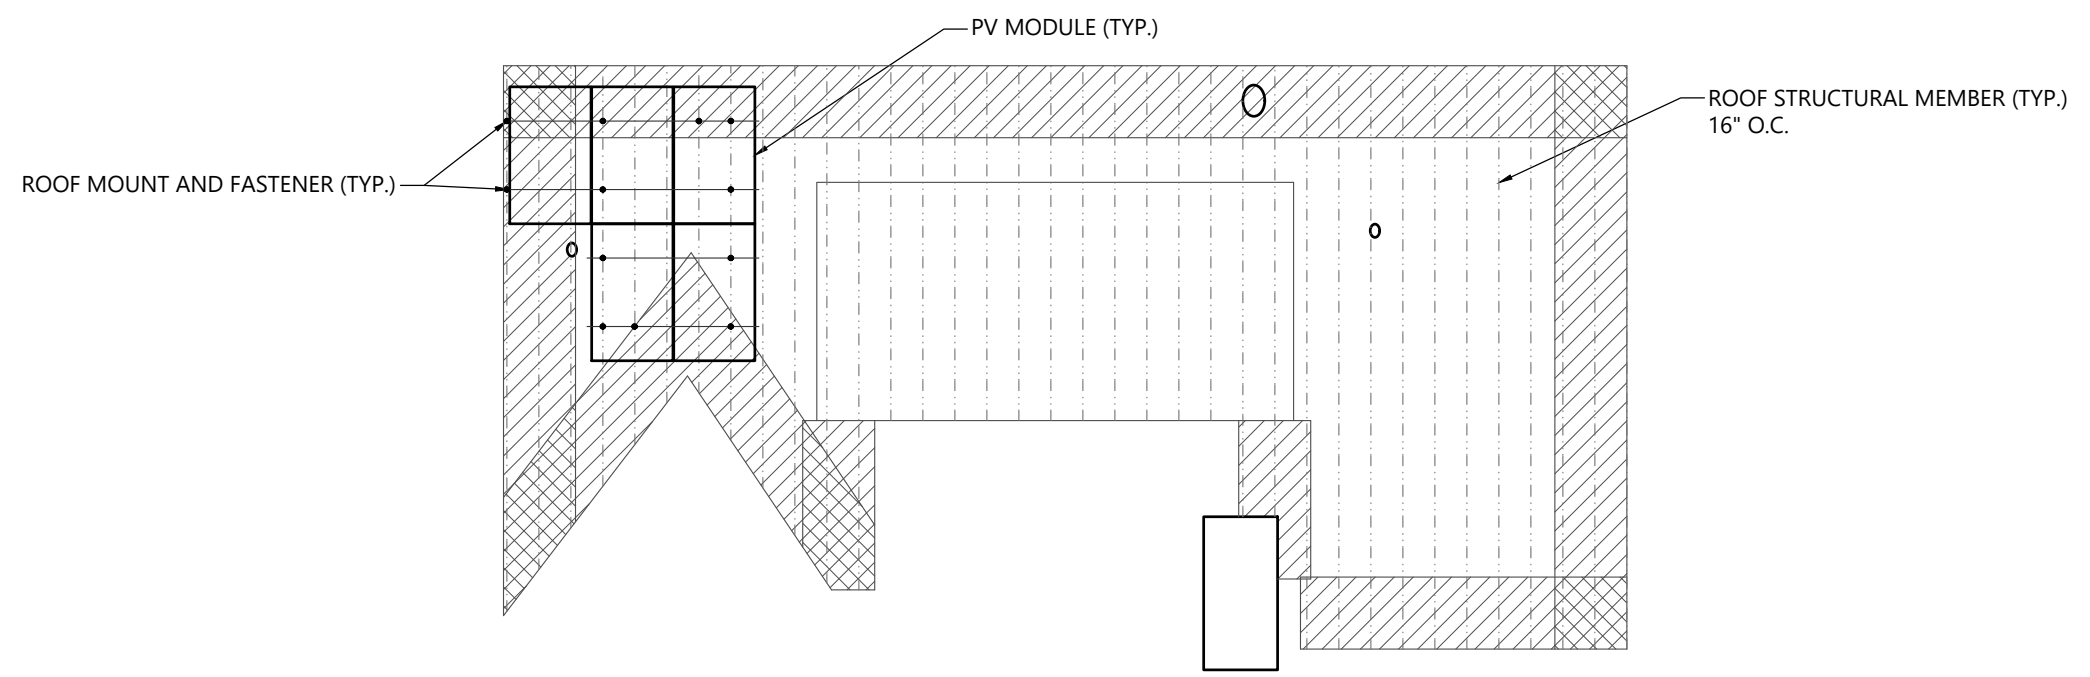 PV MODULE (TYP.)
ROOF STRUCTURAL MEMBER (TYP.)
16" O.C.
ROOF MOUNT AND FASTENER (TYP.)